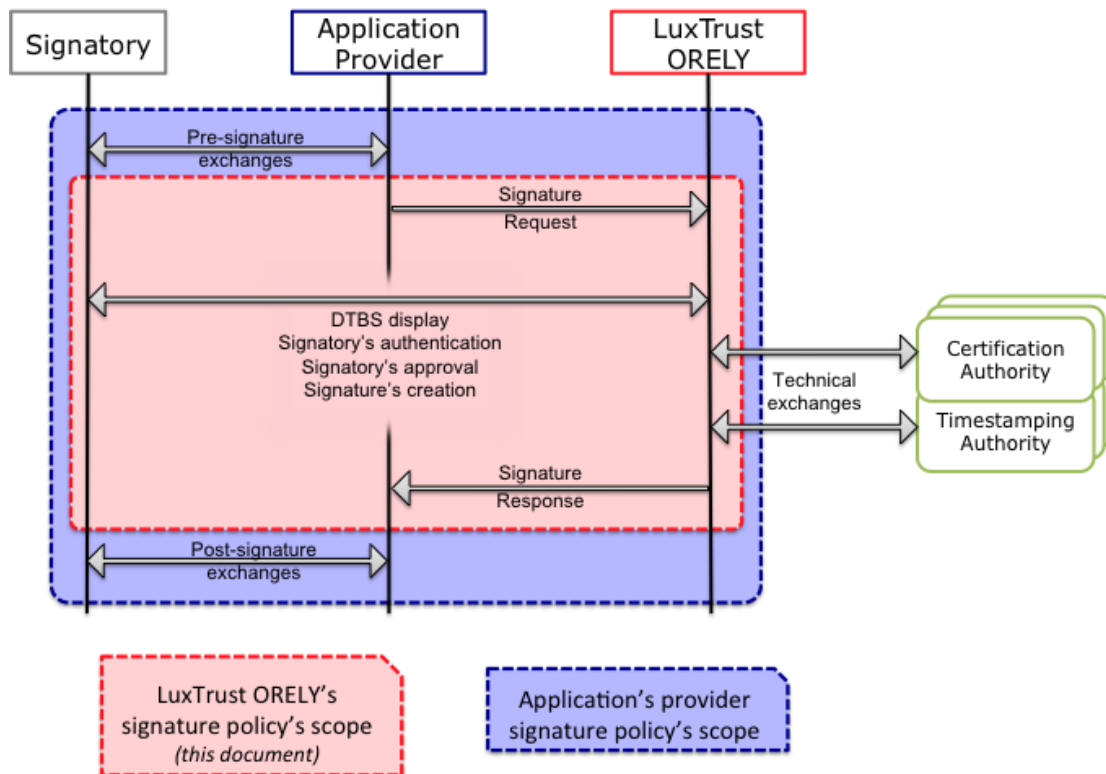 Signatory
Application
Provider
LuxTrust
ORELY
Pre-signature
exchanges
Signature
Request
DTBS display
Signatory's authentication
Signatory's approval
Signature's creation
Certification
Authority
Technical
exchanges
Timestamping
Authority
Signature
Response
Post-signature
exchanges
LuxTrust ORELY's
signature policy's scope
(this document)
Application's provider
signature policy's scope